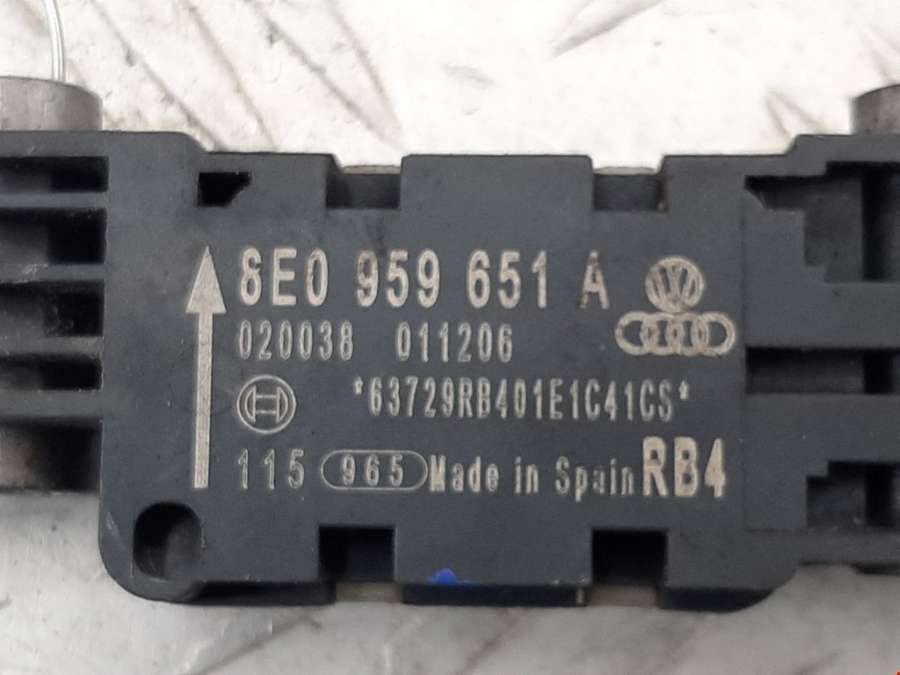 8E0 959 651 A
020038 011206
*63729RB401E1C41CS*
115 965 Made in Spain RB4